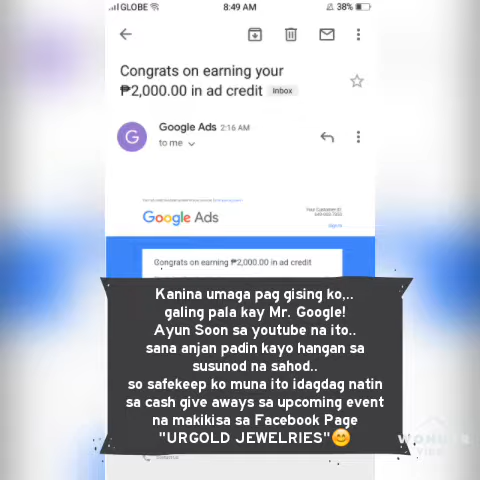 GLOBE
8:49 AM
38%
Congrats on earning your
₱2,000.00 in ad credit Inbox
G
Google Ads 2:16 AM
to me
Google Ads
Your Customer ID
Congrats on earning ₱2,000.00 in ad credit
Kanina umaga pag gising ko,..
galing pala kay Mr. Google!
Ayun Soon sa youtube na ito..
sana anjan padin kayo hangan sa
susunod na sahod..
so safekeep ko muna ito idagdag natin
sa cash give aways sa upcoming event
na makikisa sa Facebook Page
"URGOLD JEWELRIES"😊